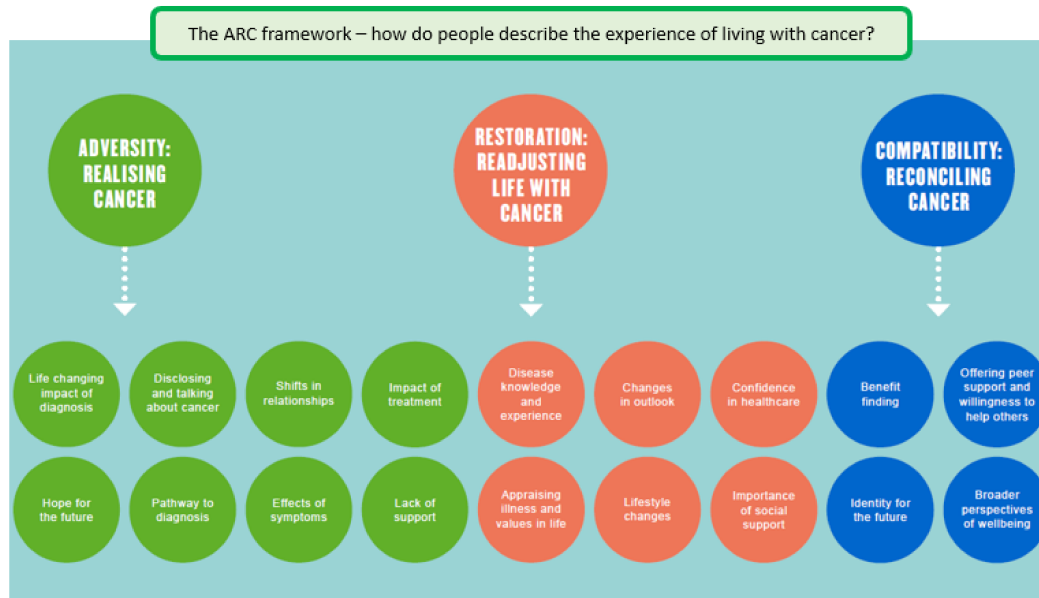 The ARC framework – how do people describe the experience of living with cancer?
ADVERSITY:
REALISING
CANCER
RESTORATION:
READJUSTING
LIFE WITH
CANCER
COMPATIBILITY:
RECONCILING
CANCER
Life changing
impact of
diagnosis
Disclosing
and talking
about cancer
Shifts in
relationships
Impact of
treatment
Disease
knowledge
and
experience
Changes
in outlook
Confidence
in healthcare
Benefit
finding
Offering peer
support and
willingness to
help others
Hope for
the future
Pathway to
diagnosis
Effects of
symptoms
Lack of
support
Appraising
illness and
values in life
Lifestyle
changes
Importance
of social
support
Identity for
the future
Broader
perspectives
of wellbeing